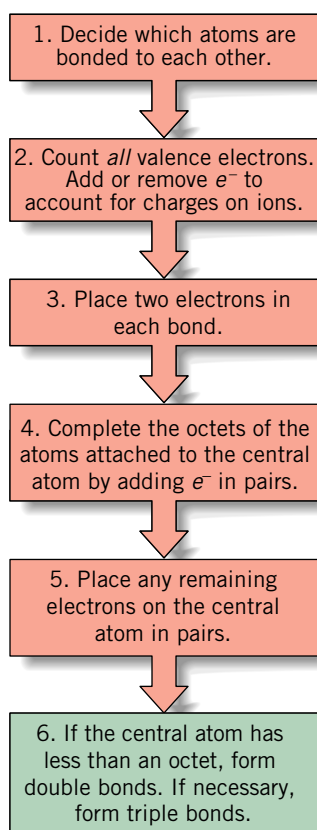 1. Decide which atoms are
bonded to each other.
2. Count all valence electrons.
Add or remove e⁻ to
account for charges on ions.
3. Place two electrons in
each bond.
4. Complete the octets of the
atoms attached to the central
atom by adding e⁻ in pairs.
5. Place any remaining
electrons on the central
atom in pairs.
6. If the central atom has
less than an octet, form
double bonds. If necessary,
form triple bonds.